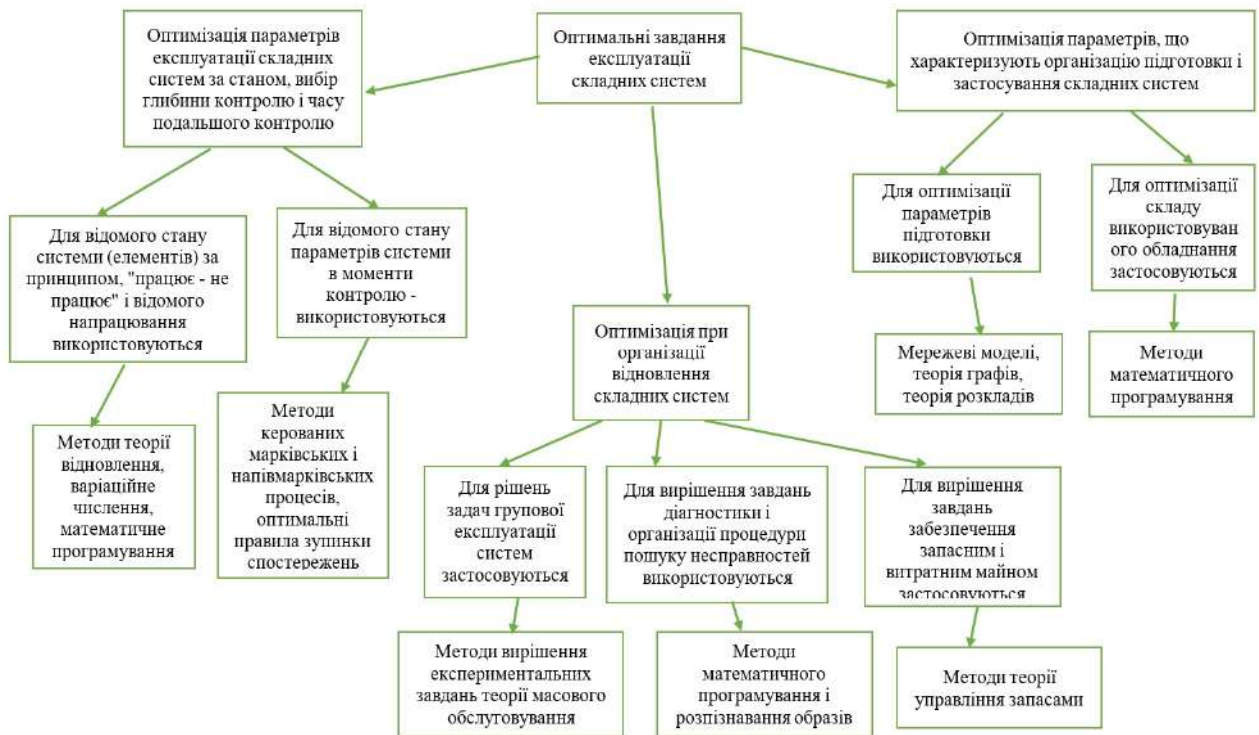 Оптимізація параметрів
експлуатації складних
систем за станом, вибір
глибини контролю і часу
подальшого контролю
Оптимальні завдання
експлуатації
складних систем
Оптимізація параметрів, що
характеризують організацію підготовки і
застосування складних систем
Для відомого стану
системи (елементів) за
принципом, "працює - не
працює" і відомого
напрацювання
використовуються
Для відомого стану
параметрів системи
в моменти
контролю -
використовуються
Для оптимізації
параметрів
підготовки
використовуються
Для оптимізації
складу
використовуван
ого обладнання
застосовуються
Оптимізація при
організації
відновлення
складних систем
Мережеві моделі,
теорія графів,
теорія розкладів
Методи
математичного
програмування
Методи теорії
відновлення,
варіаційне
числення,
математичне
програмування
Методи
керованих
марківських і
напівмарківських
процесів,
оптимальні
правила зупинки
спостережень
Для рішень
задач групової
експлуатації
систем
застосовуються
Для вирішення завдань
діагностики і
організації процедури
пошуку несправностей
використовуються
Для вирішення
завдань
забезпечення
запасним і
витратним майном
застосовуються
Методи вирішення
експериментальних
завдань теорії масового
обслуговування
Методи
математичного
програмування і
розпізнавання образів
Методи теорії
управління запасами